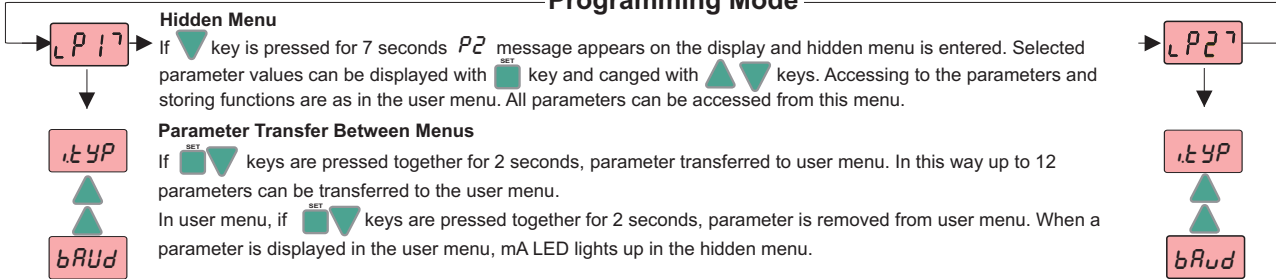 Programming Mode
Hidden Menu
P1
If key is pressed for 7 seconds P2 message appears on the display and hidden menu is entered. Selected
P2
SET
parameter values can be displayed with key and canged with keys. Accessing to the parameters and
storing functions are as in the user menu. All parameters can be accessed from this menu.
Parameter Transfer Between Menus
i.tYP
SET
If keys are pressed together for 2 seconds, parameter transferred to user menu. In this way up to 12
i.tYP
parameters can be transferred to the user menu.
SET
In user menu, if keys are pressed together for 2 seconds, parameter is removed from user menu. When a
parameter is displayed in the user menu, mA LED lights up in the hidden menu.
bAUd
bAud